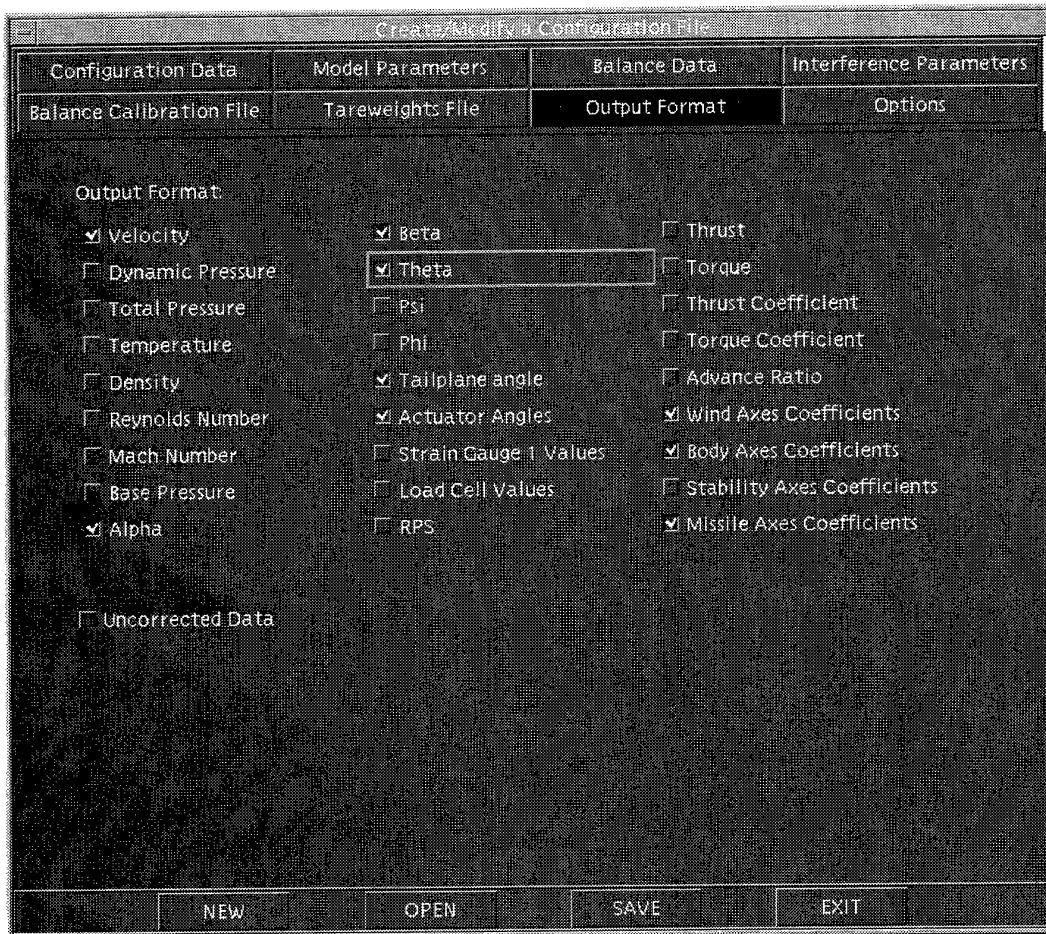 Create/Modify a Configuration File
Configuration Data Model Parameters Balance Data Interference Parameters
Balance Calibration File Tareweights File Output Format Options
Output Format:
Velocity Beta Thrust
Dynamic Pressure Theta Torque
Total Pressure Psi Thrust Coefficient
Temperature Phi Torque Coefficient
Density Tailplane angle Advance Ratio
Reynolds Number Actuator Angles Wind Axes Coefficients
Mach Number Strain Gauge 1 Values Body Axes Coefficients
Base Pressure Load Cell Values Stability Axes Coefficients
Alpha RPS Missile Axes Coefficients
Uncorrected Data
NEW OPEN SAVE EXIT